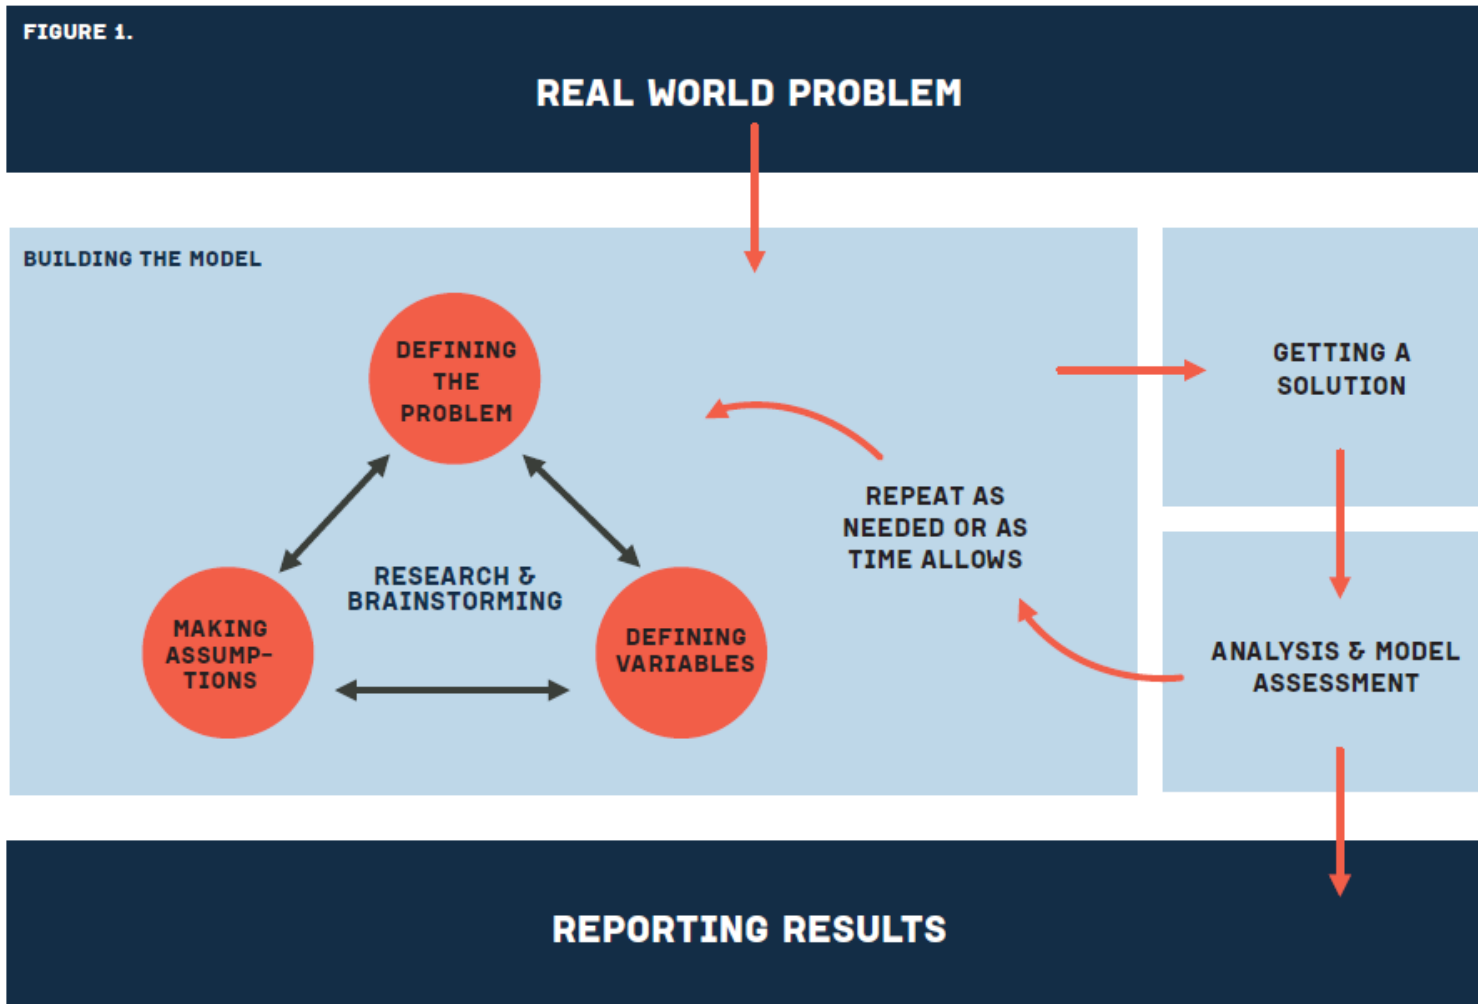 FIGURE 1.
REAL WORLD PROBLEM
BUILDING THE MODEL
DEFINING
THE
PROBLEM
MAKING
ASSUMP-
TIONS
RESEARCH &
BRAINSTORMING
DEFINING
VARIABLES
REPEAT AS
NEEDED OR AS
TIME ALLOWS
GETTING A
SOLUTION
ANALYSIS & MODEL
ASSESSMENT
REPORTING RESULTS